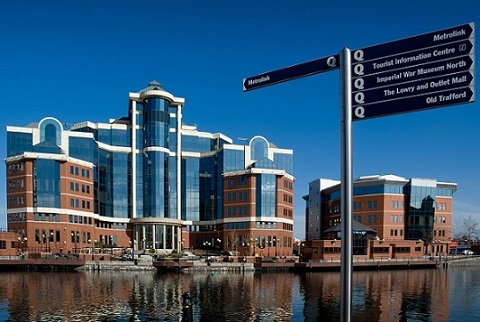 Metrolink
Metrolink
Tourist Information Centre i
Imperial War Museum North
The Lowry and Outlet Mall
Old Trafford